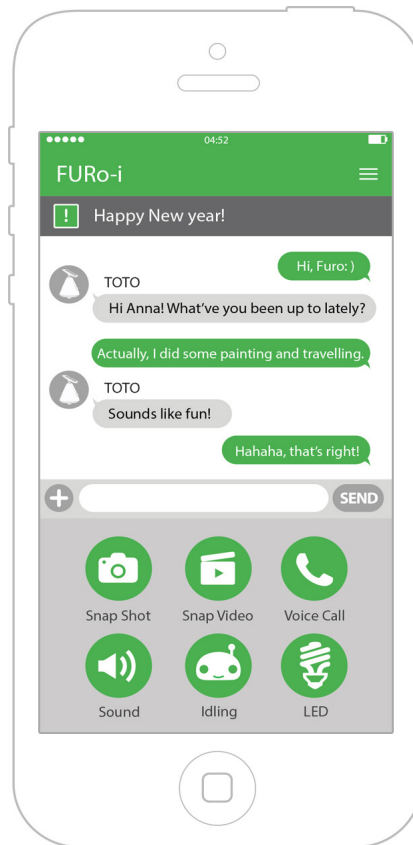 04:52
FURo-i
! Happy New year!
Hi, Furo: )
TOTO
Hi Anna! What've you been up to lately?
Actually, I did some painting and travelling.
TOTO
Sounds like fun!
Hahaha, that's right!
SEND
Snap Shot Snap Video Voice Call
Sound Idling LED